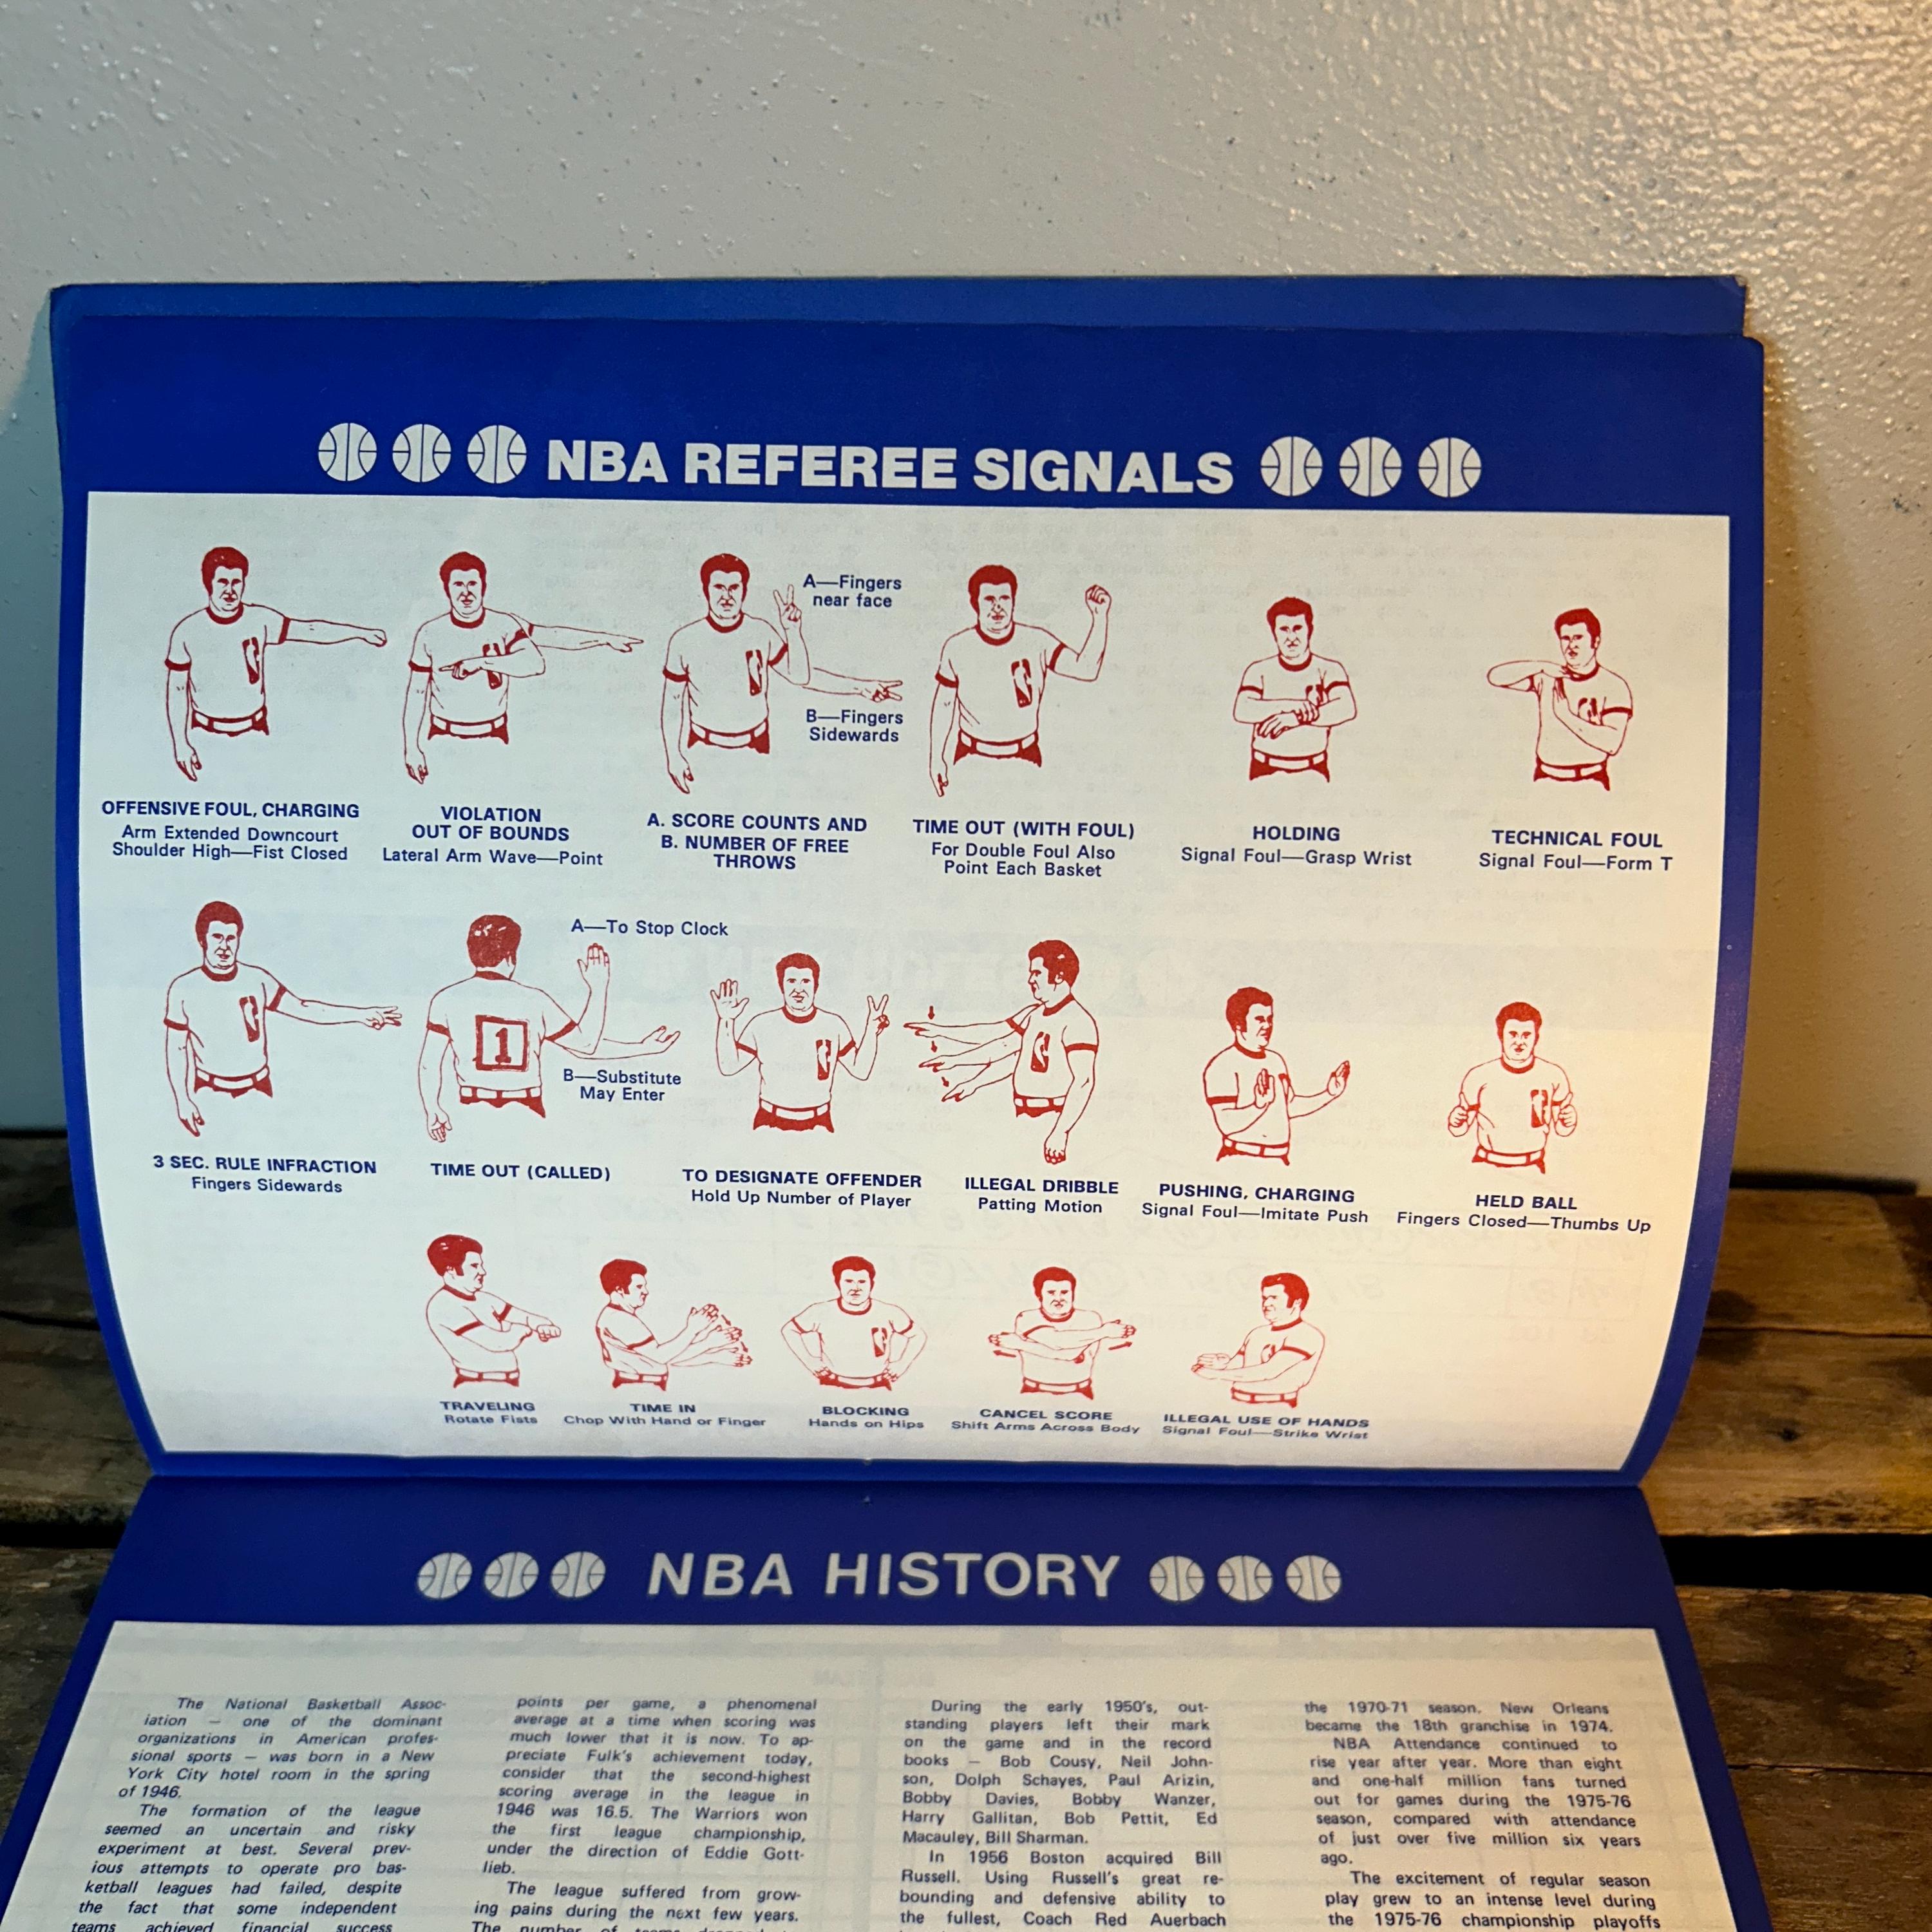 NBA REFEREE SIGNALS
A—Fingers
near face
B—Fingers
Sidewards
OFFENSIVE FOUL, CHARGING
Arm Extended Downcourt
Shoulder High—Fist Closed
VIOLATION
OUT OF BOUNDS
Lateral Arm Wave—Point
A. SCORE COUNTS AND
B. NUMBER OF FREE
THROWS
TIME OUT (WITH FOUL)
For Double Foul Also
Point Each Basket
HOLDING
Signal Foul—Grasp Wrist
TECHNICAL FOUL
Signal Foul—Form T
A—To Stop Clock
1
B—Substitute
May Enter
3 SEC. RULE INFRACTION
Fingers Sidewards
TIME OUT (CALLED)
TO DESIGNATE OFFENDER
Hold Up Number of Player
ILLEGAL DRIBBLE
Patting Motion
PUSHING, CHARGING
Signal Foul—Imitate Push
HELD BALL
Fingers Closed—Thumbs Up
TRAVELING
Rotate Fists
TIME IN
Chop With Hand or Finger
BLOCKING
Hands on Hips
CANCEL SCORE
Shift Arms Across Body
ILLEGAL USE OF HANDS
Signal Foul—Strike Wrist
NBA HISTORY
The National Basketball Assoc-
iation — one of the dominant
organizations in American profes-
sional sports — was born in a New
York City hotel room in the spring
of 1946.
The formation of the league
seemed an uncertain and risky
experiment at best. Several prev-
ious attempts to operate pro bas-
ketball leagues had failed, despite
the fact that some independent
teams achieved financial success
points per game, a phenomenal
average at a time when scoring was
much lower that it is now. To ap-
preciate Fulk's achievement today,
consider that the second-highest
scoring average in the league in
1946 was 16.5. The Warriors won
the first league championship,
under the direction of Eddie Gott-
lieb.
The league suffered from grow-
ing pains during the next few years.
The number of teams
During the early 1950's, out-
standing players left their mark
on the game and in the record
books — Bob Cousy, Neil John-
son, Dolph Schayes, Paul Arizin,
Bobby Davies, Bobby Wanzer,
Harry Gallitan, Bob Pettit, Ed
Macauley, Bill Sharman.
In 1956 Boston acquired Bill
Russell. Using Russell's great re-
bounding and defensive ability to
the fullest, Coach Red Auerbach
the 1970-71 season. New Orleans
became the 18th granchise in 1974.
NBA Attendance continued to
rise year after year. More than eight
and one-half million fans turned
out for games during the 1975-76
season, compared with attendance
of just over five million six years
ago.
The excitement of regular season
play grew to an intense level during
the 1975-76 championship playoffs